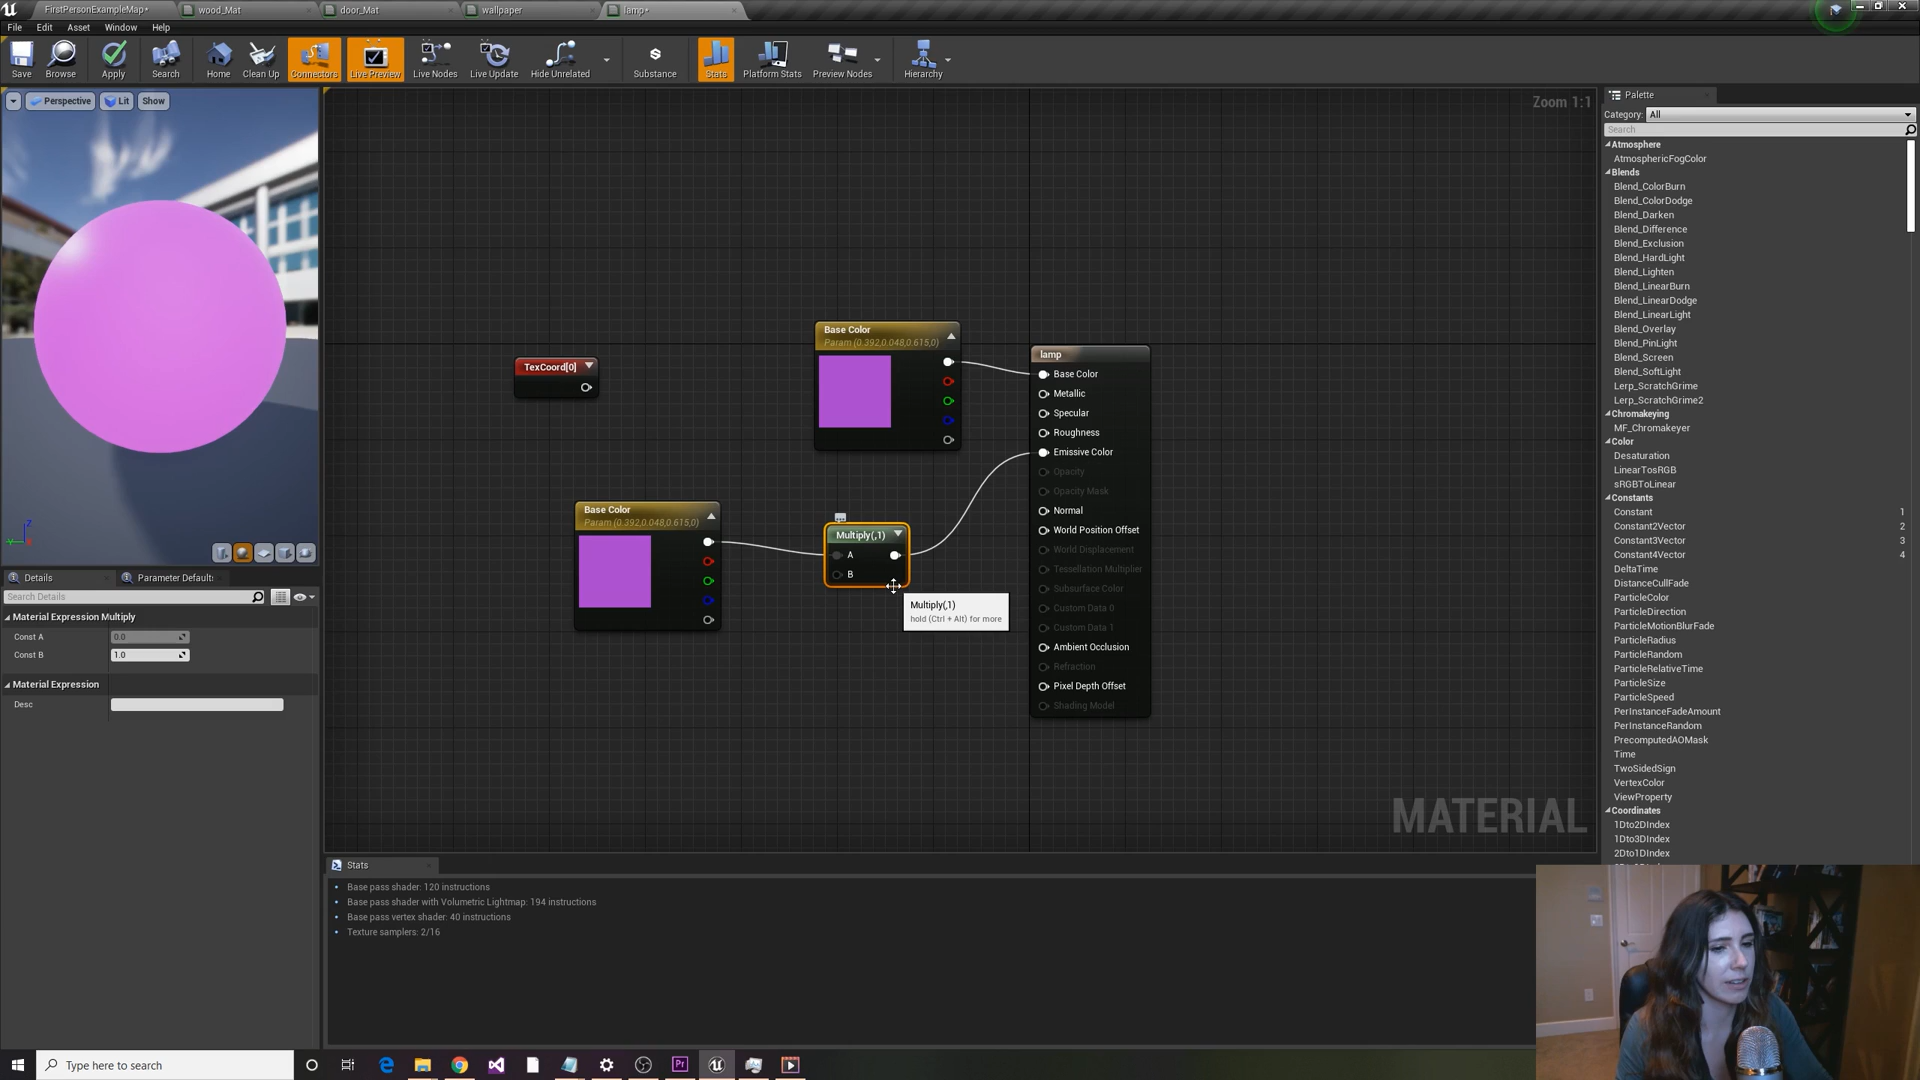 FirstPersonExampleMap*
wood_Mat
door_Mat
wallpaper
lamp*
File Edit Asset Window Help
Save Browse Apply Search Home Clean Up Connectors Live Preview Live Nodes Live Update Hide Unrelated Substance Stats Platform Stats Preview Nodes Hierarchy
Perspective Lit Show
Zoom 1:1
Base Color
Param (0.392,0.048,0.615,0)
TexCoord[0]
lamp
Base Color
Metallic
Specular
Roughness
Emissive Color
Opacity
Opacity Mask
Normal
World Position Offset
World Displacement
Tessellation Multiplier
Subsurface Color
Custom Data 0
Custom Data 1
Ambient Occlusion
Refraction
Pixel Depth Offset
Shading Model
Base Color
Param (0.392,0.048,0.615,0)
Multiply(,1)
A
B
Multiply(,1)
hold (Ctrl + Alt) for more
MATERIAL
Details Parameter Default
Search Details
Material Expression Multiply
Const A 0.0
Const B 1.0
Material Expression
Desc
Stats
Base pass shader: 120 instructions
Base pass shader with Volumetric Lightmap: 194 instructions
Base pass vertex shader: 40 instructions
Texture samplers: 2/16
Palette
Category: All
Search
Atmosphere
AtmosphericFogColor
Blends
Blend_ColorBurn
Blend_ColorDodge
Blend_Darken
Blend_Difference
Blend_Exclusion
Blend_HardLight
Blend_Lighten
Blend_LinearBurn
Blend_LinearDodge
Blend_LinearLight
Blend_Overlay
Blend_PinLight
Blend_Screen
Blend_SoftLight
Lerp_ScratchGrime
Lerp_ScratchGrime2
Chromakeying
MF_Chromakeyer
Color
Desaturation
LinearTosRGB
sRGBToLinear
Constants
Constant 1
Constant2Vector 2
Constant3Vector 3
Constant4Vector 4
DeltaTime
DistanceCullFade
ParticleColor
ParticleDirection
ParticleMotionBlurFade
ParticleRadius
ParticleRandom
ParticleRelativeTime
ParticleSize
ParticleSpeed
PerInstanceFadeAmount
PerInstanceRandom
PrecomputedAOMask
Time
TwoSidedSign
VertexColor
ViewProperty
Coordinates
1Dto2DIndex
1Dto3DIndex
2Dto1DIndex
Type here to search